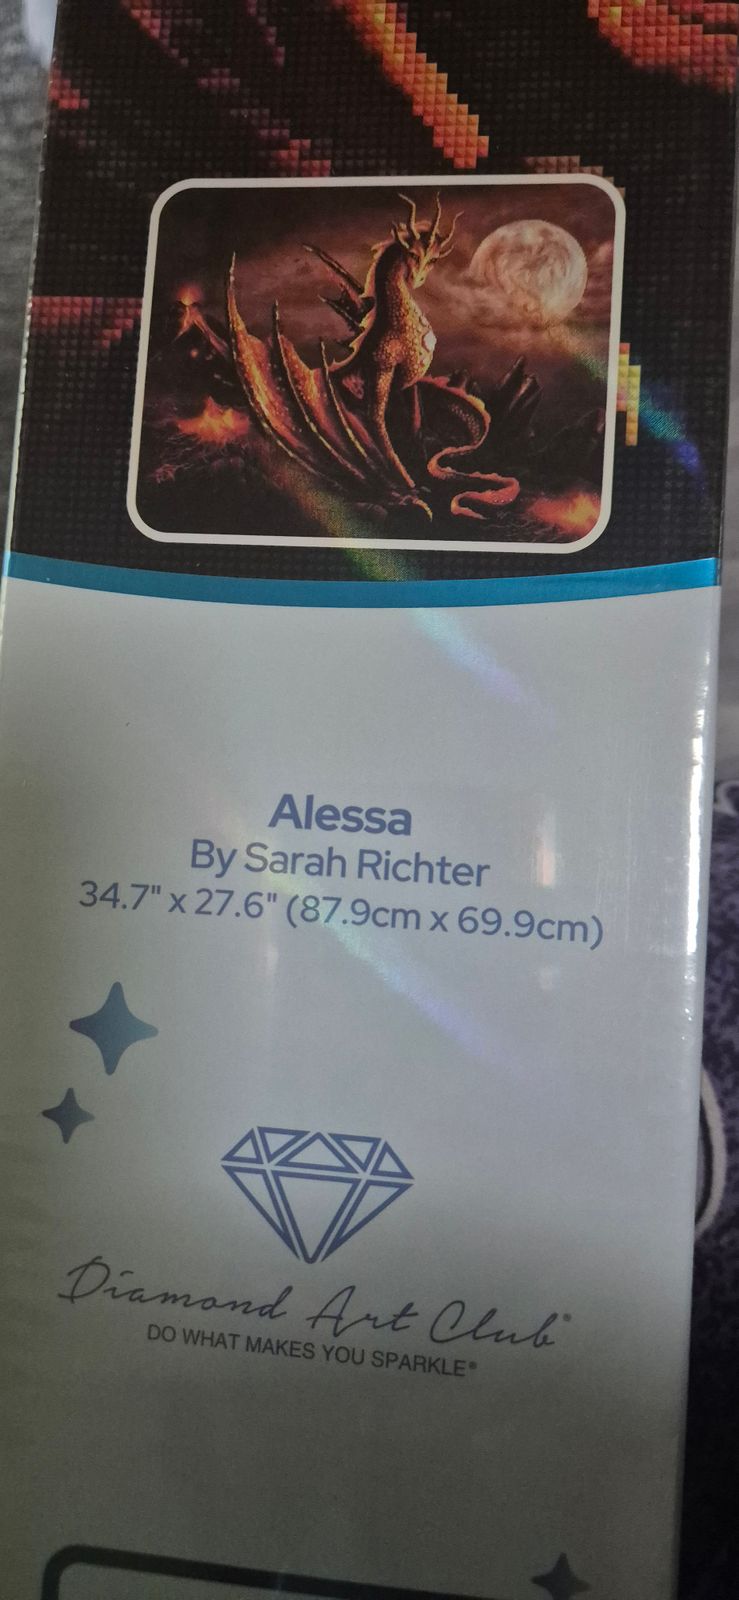 Alessa
By Sarah Richter
34.7" x 27.6" (87.9cm x 69.9cm)
Diamond Art Club®
DO WHAT MAKES YOU SPARKLE®